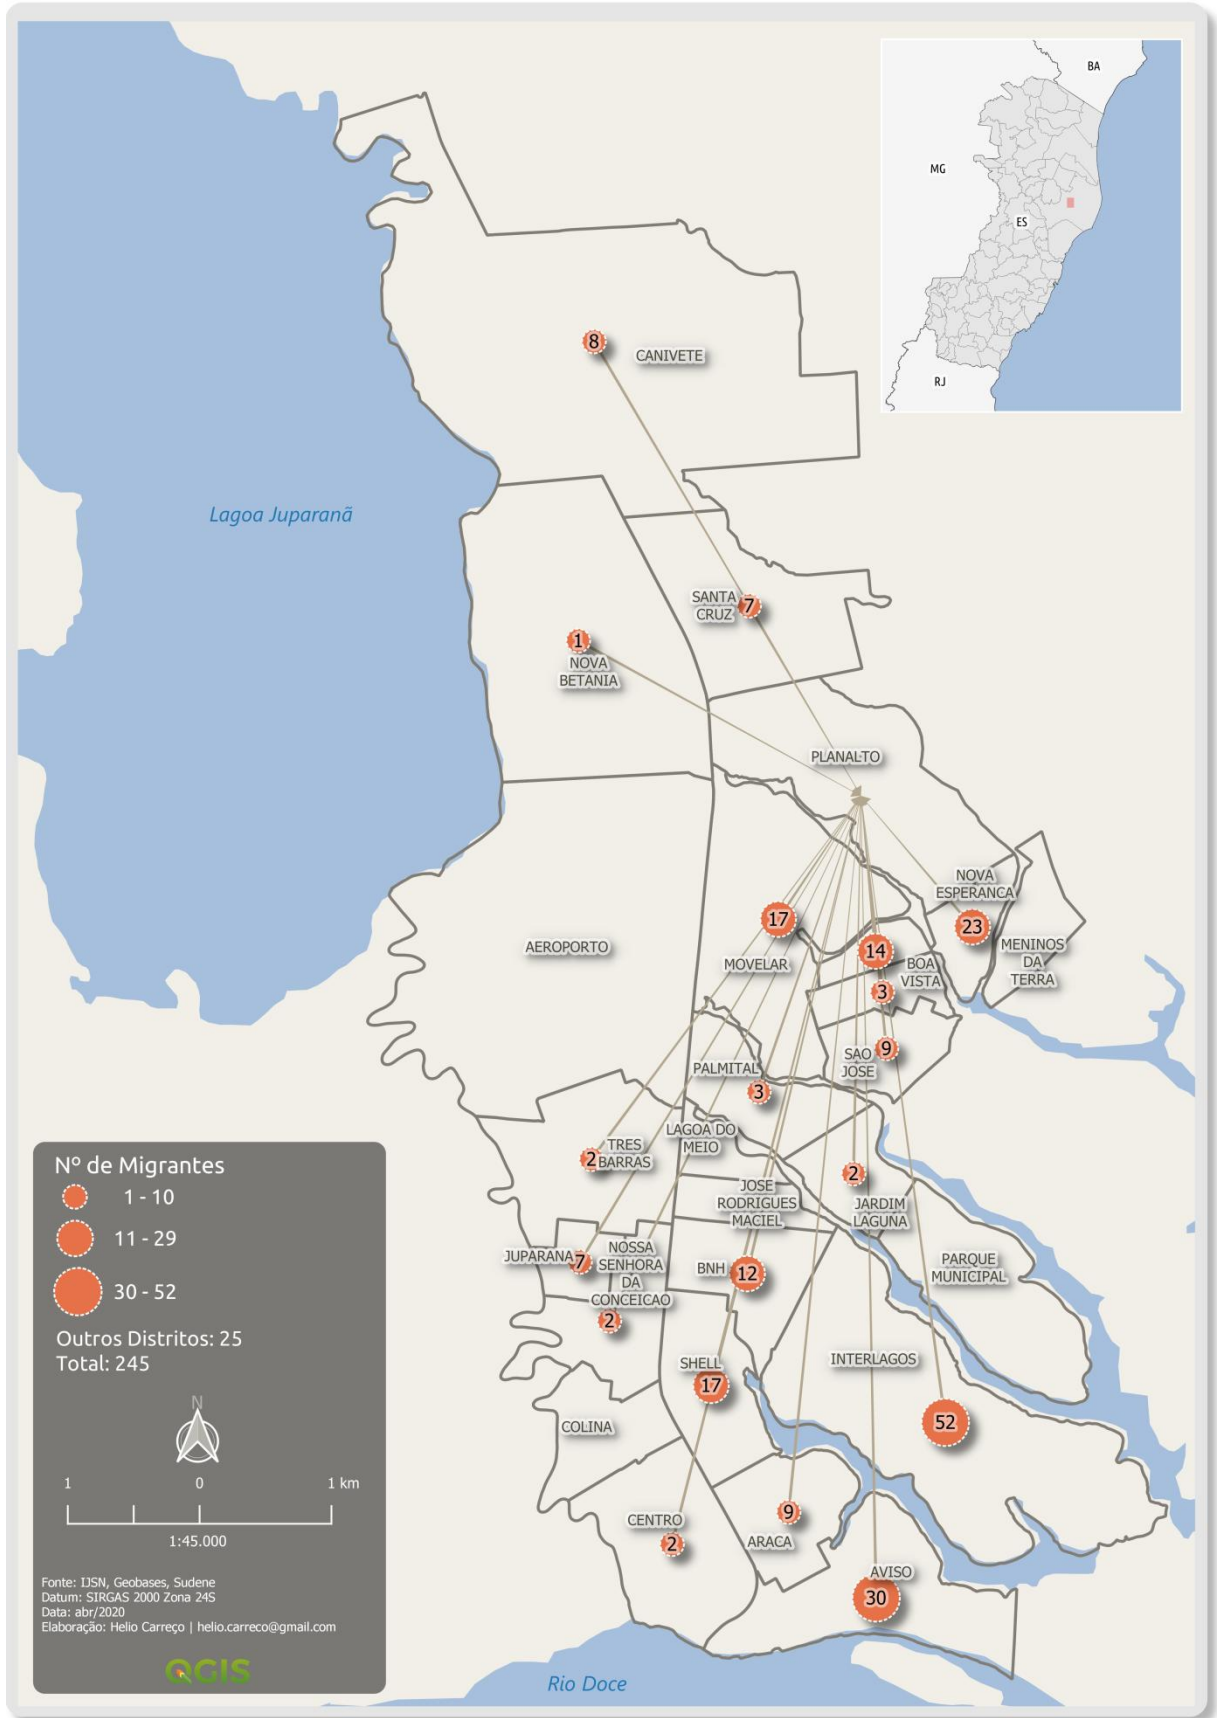 BA
MG
ES
RJ
8
CANIVETE
Lagoa Juparanã
SANTA
CRUZ
7
1
NOVA
BETANIA
PLANALTO
NOVA
ESPERANCA
17
23
AEROPORTO
MOVELAR
14
BOA
VISTA
MENINOS
DA
TERRA
3
SAO
JOSE
9
PALMITAL
3
LAGOA DO
MEIO
TRES
BARRAS
2
2
JOSE
RODRIGUES
MACIEL
JARDIM
LAGUNA
JUPARANA
7
NOSSA
SENHORA
DA
CONCEICAO
2
BNH
12
PARQUE
MUNICIPAL
SHELL
17
INTERLAGOS
52
COLINA
CENTRO
2
9
ARACA
AVISO
30
Rio Doce
Nº de Migrantes
1 - 10
11 - 29
30 - 52
Outros Distritos: 25
Total: 245
N
1 0 1 km
1:45.000
Fonte: IJSN, Geobases, Sudene
Datum: SIRGAS 2000 Zona 24S
Data: abr/2020
Elaboração: Helio Carreço | helio.carreco@gmail.com
QGIS